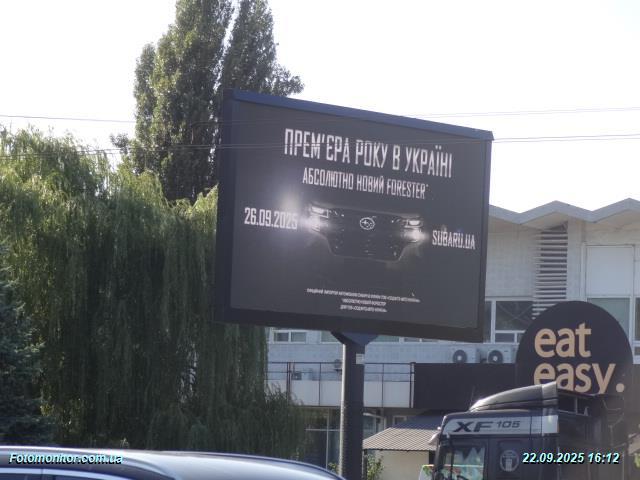 ПРЕМ'ЄРА РОКУ В УКРАЇНІ
АБСОЛЮТНО НОВИЙ FORESTER*
26.09.2025
SUBARU.UA
eat
easy.
XF 105
Fotomonitor.com.ua
22.09.2025 16:12